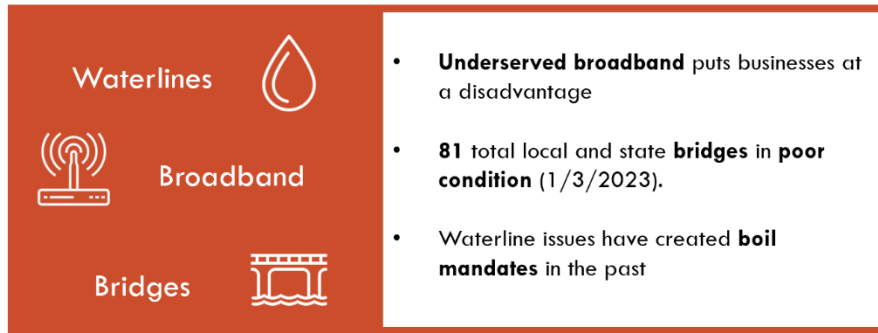 Waterlines
Broadband
Bridges
• Underserved broadband puts businesses at
a disadvantage
• 81 total local and state bridges in poor
condition (1/3/2023).
• Waterline issues have created boil
mandates in the past